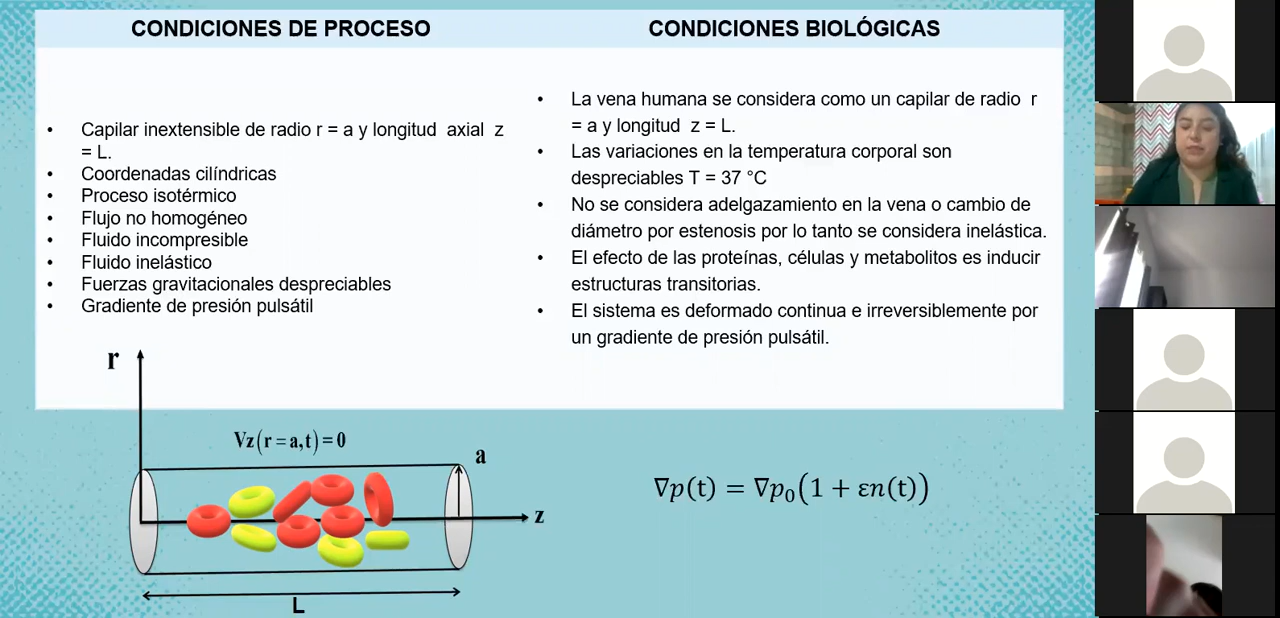 CONDICIONES DE PROCESO
• Capilar inextensible de radio r = a y longitud axial z
= L.
• Coordenadas cilíndricas
• Proceso isotérmico
• Flujo no homogéneo
• Fluido incompresible
• Fluido inelástico
• Fuerzas gravitacionales despreciables
• Gradiente de presión pulsátil
CONDICIONES BIOLÓGICAS
• La vena humana se considera como un capilar de radio r
= a y longitud z = L.
• Las variaciones en la temperatura corporal son
despreciables T = 37 °C
• No se considera adelgazamiento en la vena o cambio de
diámetro por estenosis por lo tanto se considera inelástica.
• El efecto de las proteínas, células y metabolitos es inducir
estructuras transitorias.
• El sistema es deformado continua e irreversiblemente por
un gradiente de presión pulsátil.
r
Vz(r=a,t)=0
a
z
L
∇p(t) = ∇p₀(1 + εn(t))